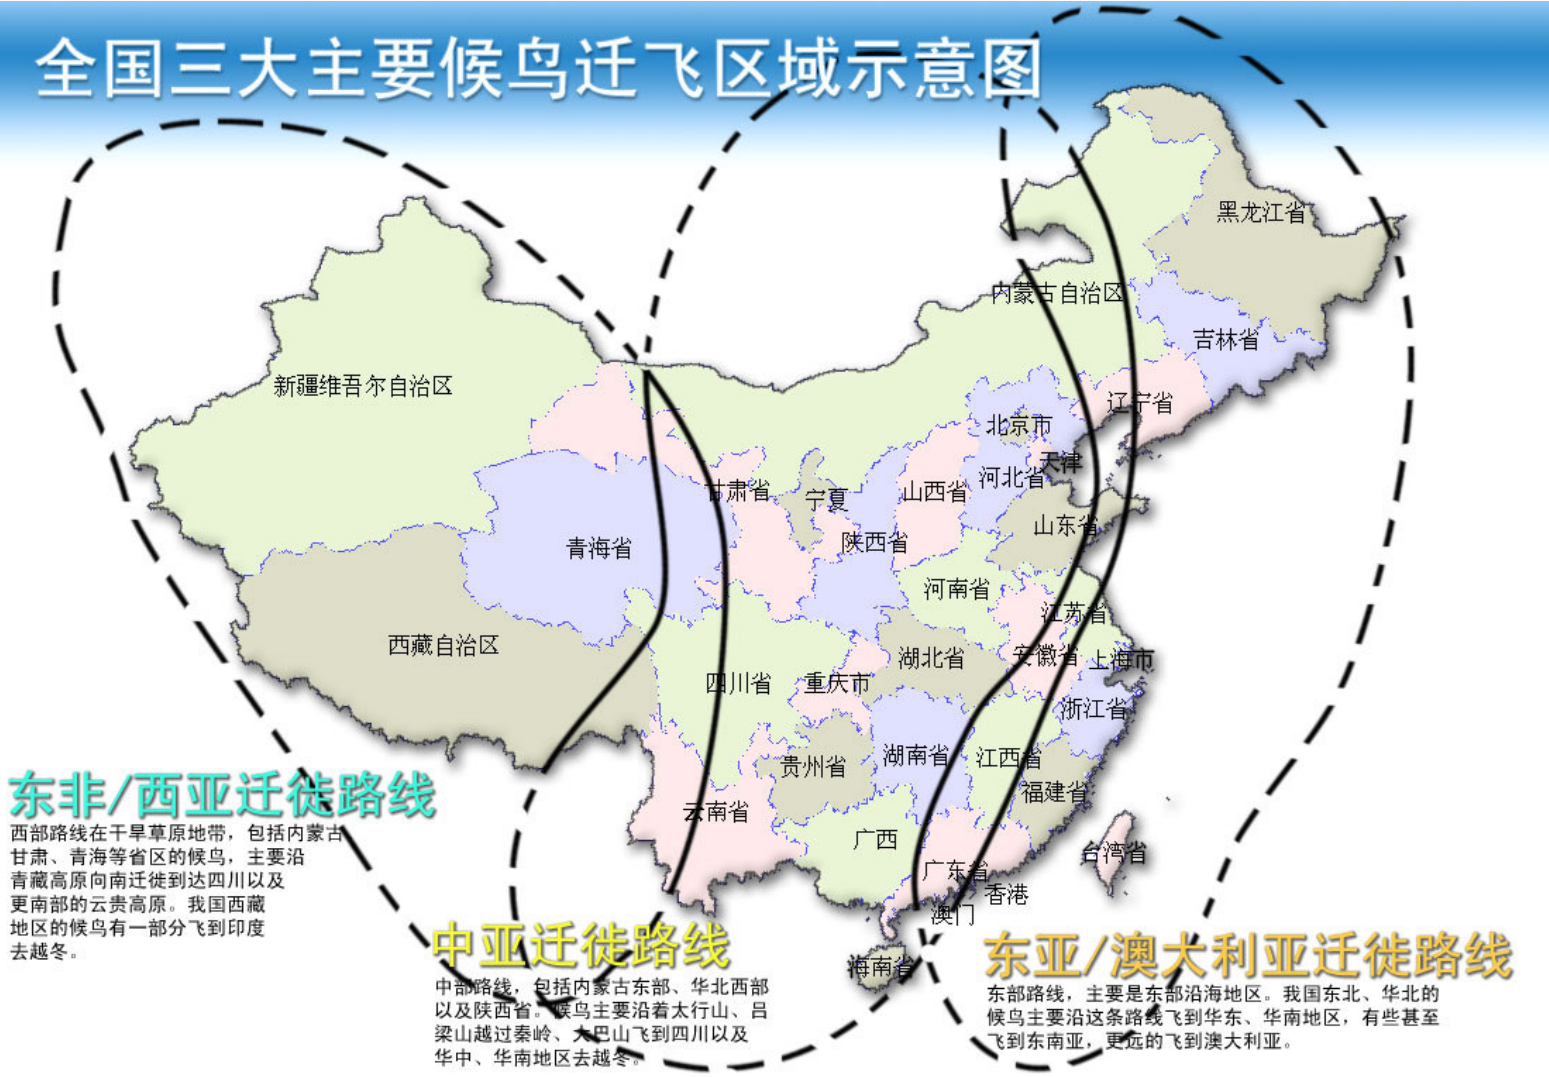 全国三大主要候鸟迁飞区域示意图
黑龙江省
内蒙古自治区
吉林省
新疆维吾尔自治区
辽宁省
北京市
天津
河北省
甘肃省
宁夏
山西省
山东省
陕西省
青海省
河南省
江苏省
西藏自治区
湖北省
安徽省
上海市
四川省
重庆市
浙江省
湖南省
江西省
贵州省
福建省
云南省
广西
台湾省
广东省
香港
澳门
海南省
东非/西亚迁徙路线
西部路线在干旱草原地带，包括内蒙古
甘肃、青海等省区的候鸟，主要沿
青藏高原向南迁徙到达四川以及
更南部的云贵高原。我国西藏
地区的候鸟有一部分飞到印度
去越冬。
中亚迁徙路线
中部路线，包括内蒙古东部、华北西部
以及陕西省。候鸟主要沿着太行山、吕
梁山越过秦岭、大巴山飞到四川以及
华中、华南地区去越冬。
东亚/澳大利亚迁徙路线
东部路线，主要是东部沿海地区。我国东北、华北的
候鸟主要沿这条路线飞到华东、华南地区，有些甚至
飞到东南亚，更远的飞到澳大利亚。